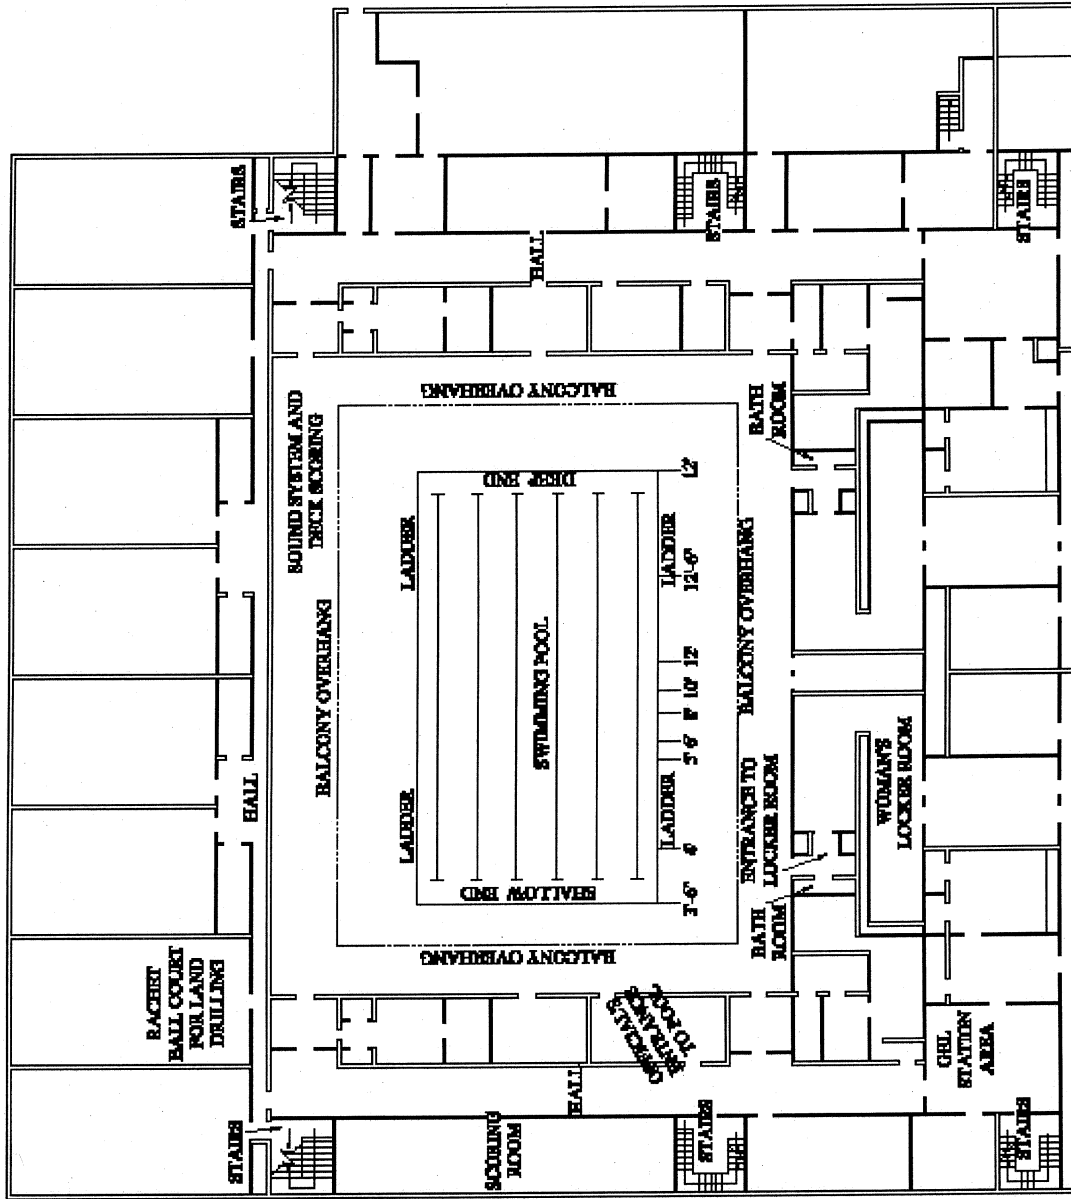 STAIRS
STAIRS
STAIRS
HALL
BALCONY OVERHANG
SOUND SYSTEM AND
DECK SCORING
BATH
ROOM
DEEP END
12'
LADDER
LADDER
12'-6"
BALCONY OVERHANG
BALCONY OVERHANG
SWIMMING POOL
12'
10'
8'
6'
5'
HALL
LADDER
LADDER
4'
ENTRANCE TO
LOCKER ROOM
WOMAN'S
LOCKER ROOM
SHALLOW END
3'-6"
BATH
ROOM
BALCONY OVERHANG
RACHET
BALL COURT
FOR LAND
DRILLING
OFFICIAL'S
ENTRANCE
TO POOL
STATION
AREA
HALL
STAIRS
SCORING
ROOM
STAIRS
STAIRS